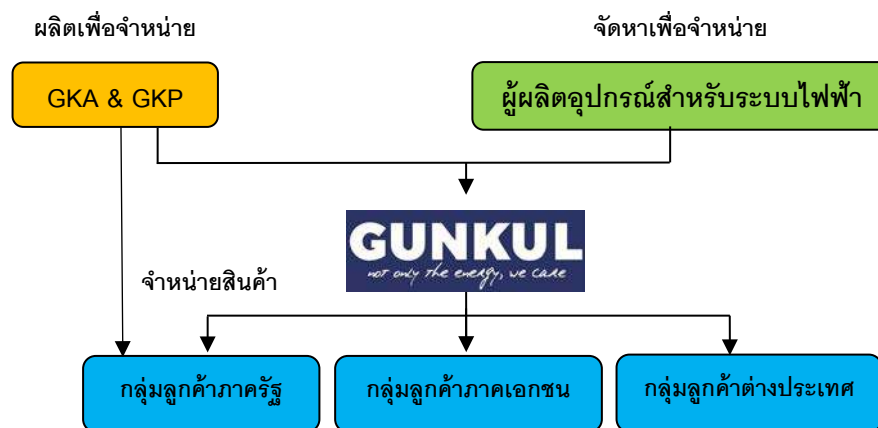 ผลิตเพื่อจำหน่าย
จัดหาเพื่อจำหน่าย
GKA & GKP
ผู้ผลิตอุปกรณ์สำหรับระบบไฟฟ้า
GUNKUL
not only the energy, we care
จำหน่ายสินค้า
กลุ่มลูกค้าภาครัฐ
กลุ่มลูกค้าภาคเอกชน
กลุ่มลูกค้าต่างประเทศ